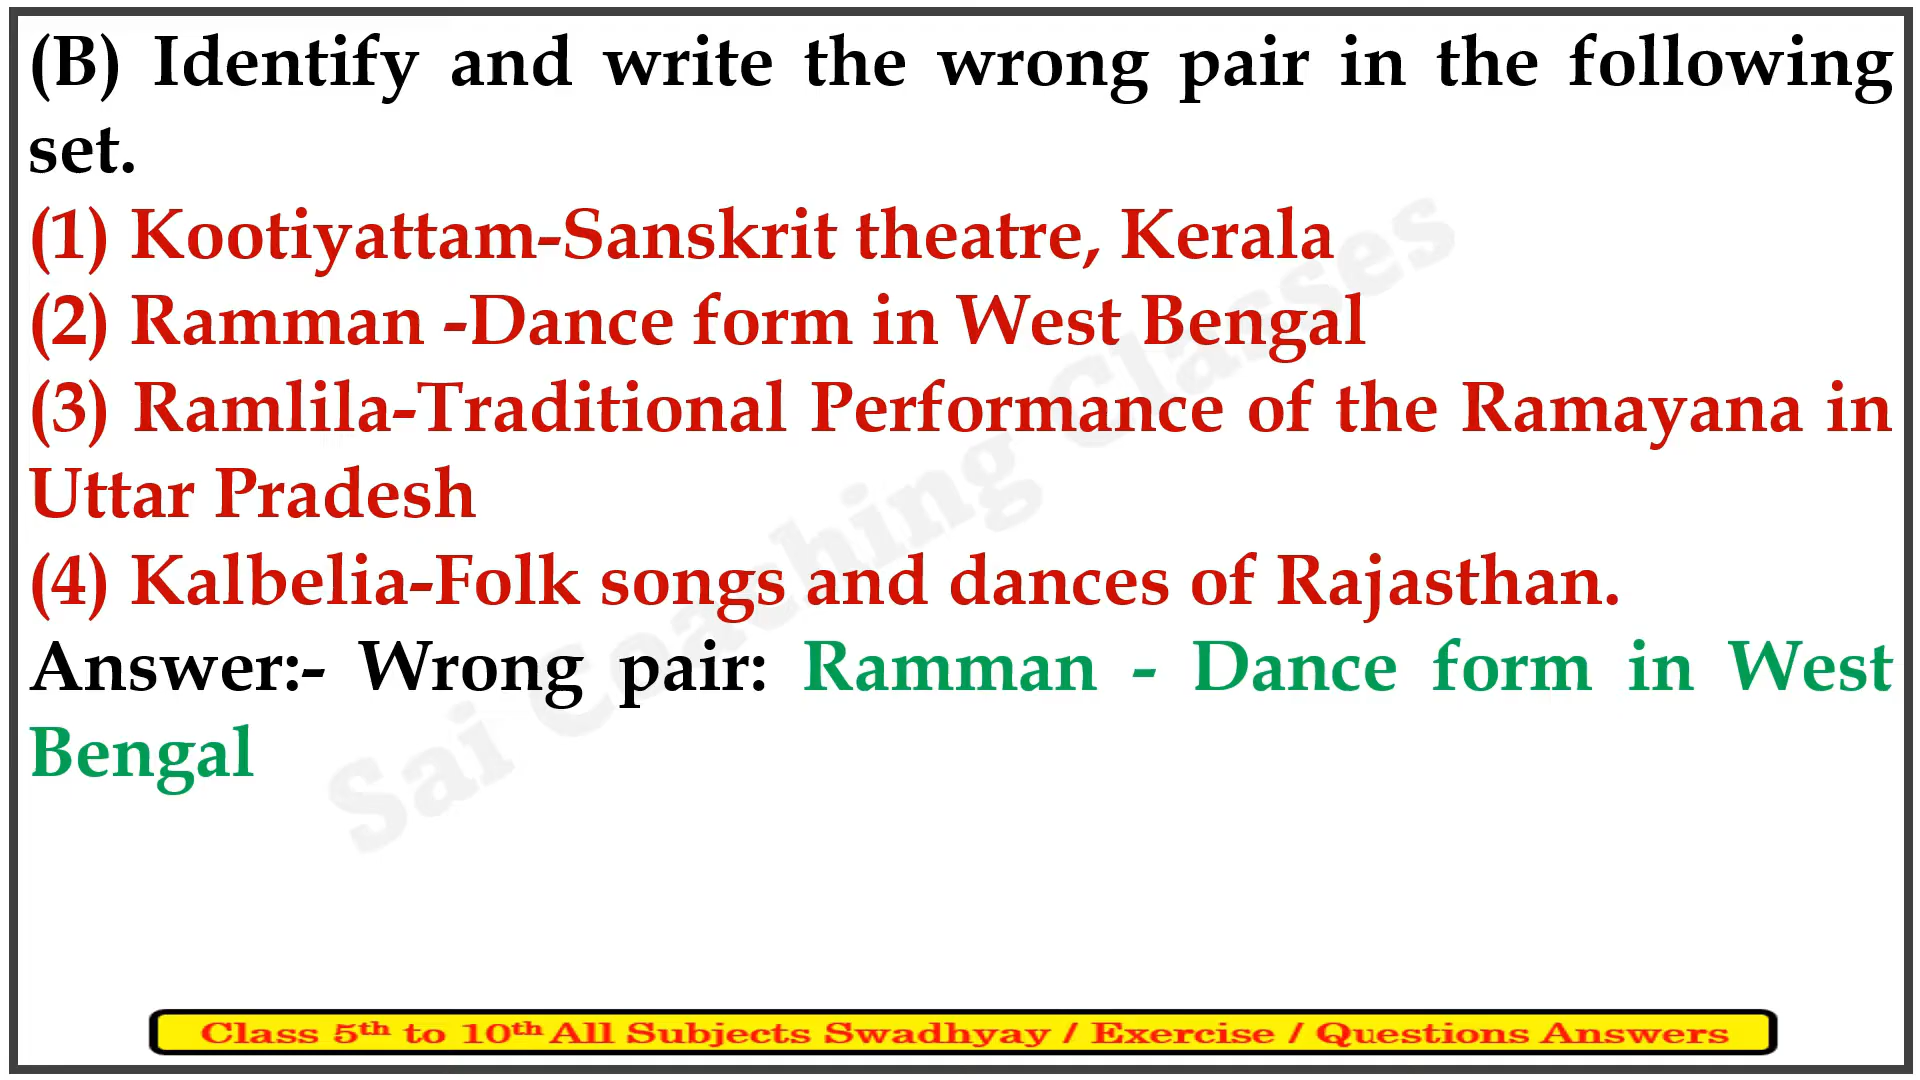 (B) Identify and write the wrong pair in the following
set.
(1) Kootiyattam-Sanskrit theatre, Kerala
(2) Ramman -Dance form in West Bengal
(3) Ramlila-Traditional Performance of the Ramayana in
Uttar Pradesh
(4) Kalbelia-Folk songs and dances of Rajasthan.
Answer:- Wrong pair: Ramman - Dance form in West
Bengal
Sai Coaching Classes
Class 5th to 10th All Subjects Swadhyay / Exercise / Questions Answers